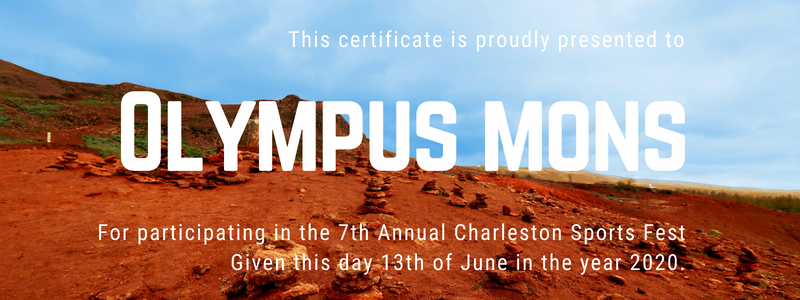 This certificate is proudly presented to
OLYMPUS MONS
For participating in the 7th Annual Charleston Sports Fest
Given this day 13th of June in the year 2020.